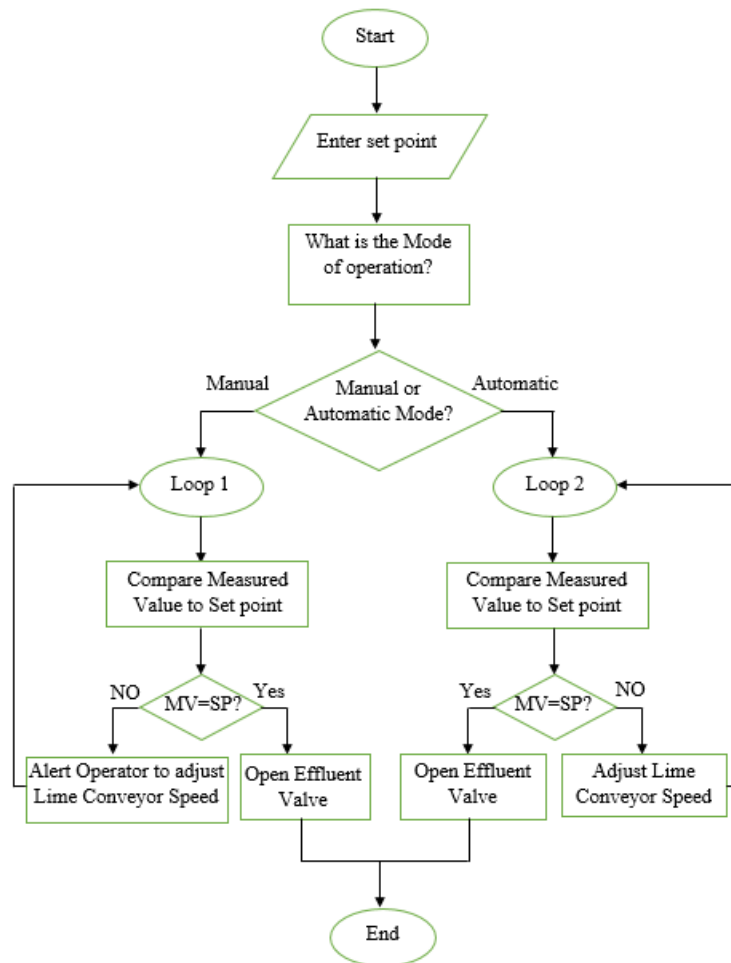 Start
Enter set point
What is the Mode
of operation?
Manual
Manual or
Automatic Mode?
Automatic
Loop 1
Loop 2
Compare Measured
Value to Set point
Compare Measured
Value to Set point
NO
MV=SP?
Yes
Yes
MV=SP?
NO
Alert Operator to adjust
Lime Conveyor Speed
Open Effluent
Valve
Open Effluent
Valve
Adjust Lime
Conveyor Speed
End